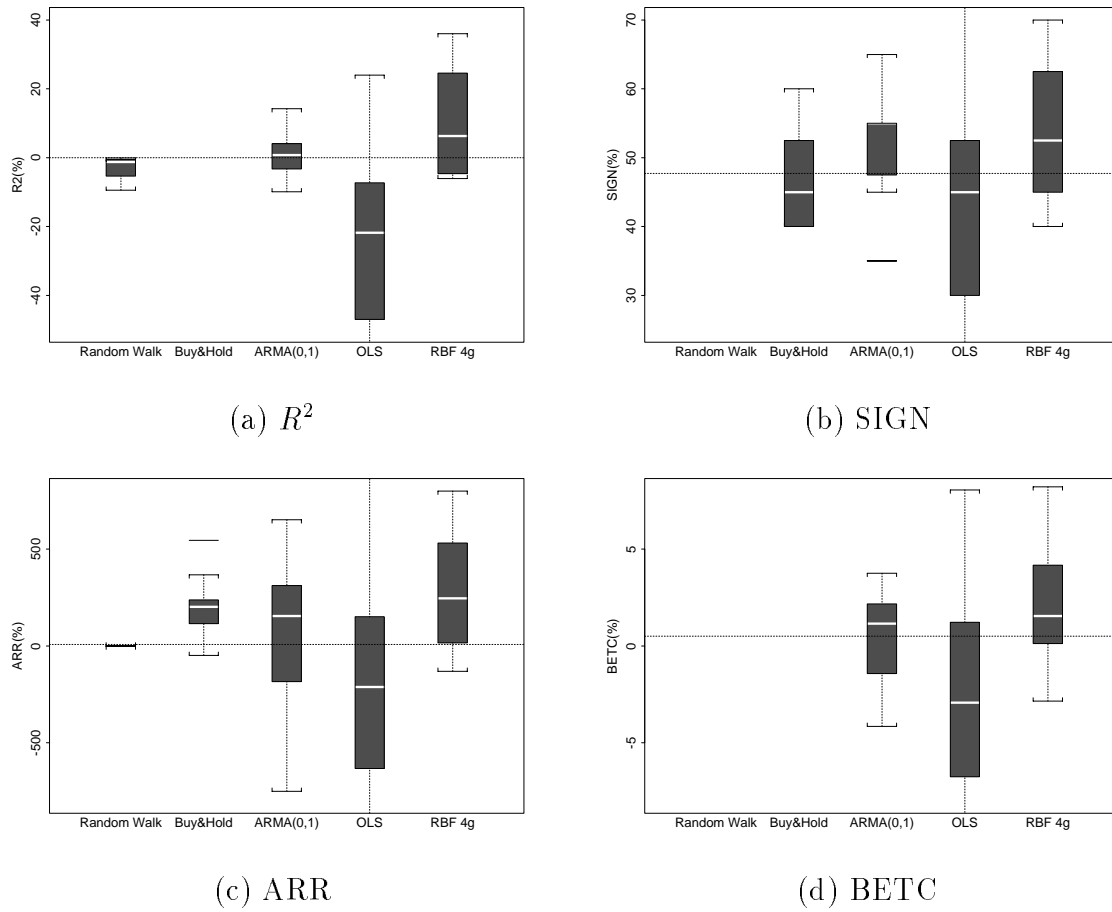 R2(%)
40
20
0
-20
-40
Random Walk Buy&Hold ARMA(0,1) OLS RBF 4g
(a) R²
SIGN(%)
70
60
50
40
30
Random Walk Buy&Hold ARMA(0,1) OLS RBF 4g
(b) SIGN
ARR(%)
500
0
-500
Random Walk Buy&Hold ARMA(0,1) OLS RBF 4g
(c) ARR
BETC(%)
5
0
-5
Random Walk Buy&Hold ARMA(0,1) OLS RBF 4g
(d) BETC